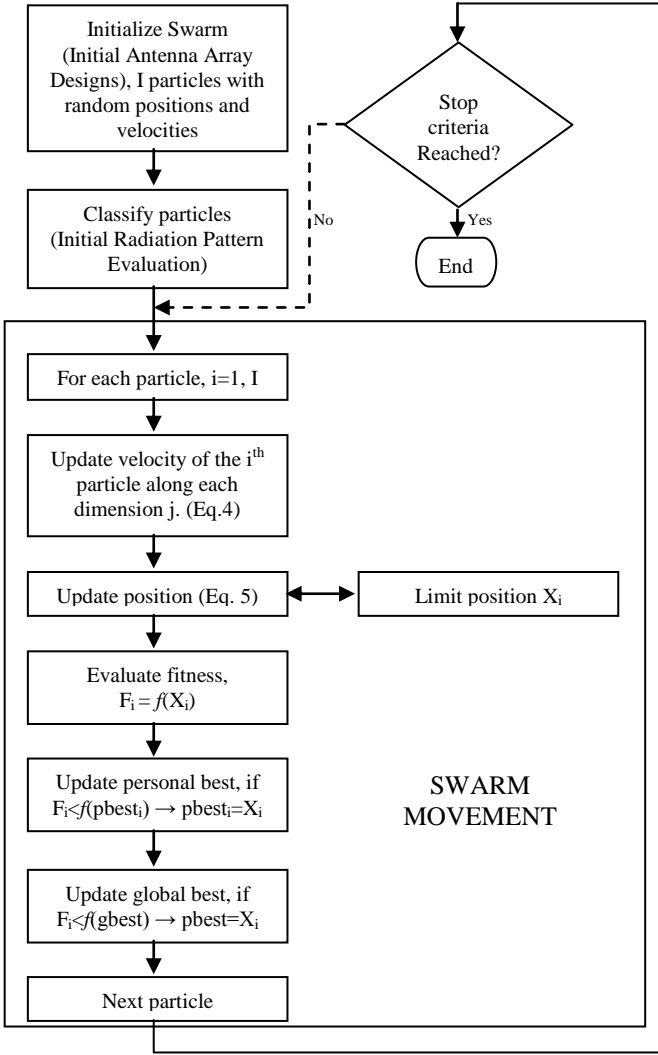 Initialize Swarm
(Initial Antenna Array
Designs), I particles with
random positions and
velocities
Classify particles
(Initial Radiation Pattern
Evaluation)
Stop
criteria
Reached?
No
Yes
End
For each particle, i=1, I
Update velocity of the iᵗʰ
particle along each
dimension j. (Eq.4)
Update position (Eq. 5)
Limit position Xᵢ
Evaluate fitness,
Fᵢ = f(Xᵢ)
Update personal best, if
Fᵢ<f(pbestᵢ) → pbestᵢ=Xᵢ
Update global best, if
Fᵢ<f(gbest) → pbest=Xᵢ
Next particle
SWARM
MOVEMENT